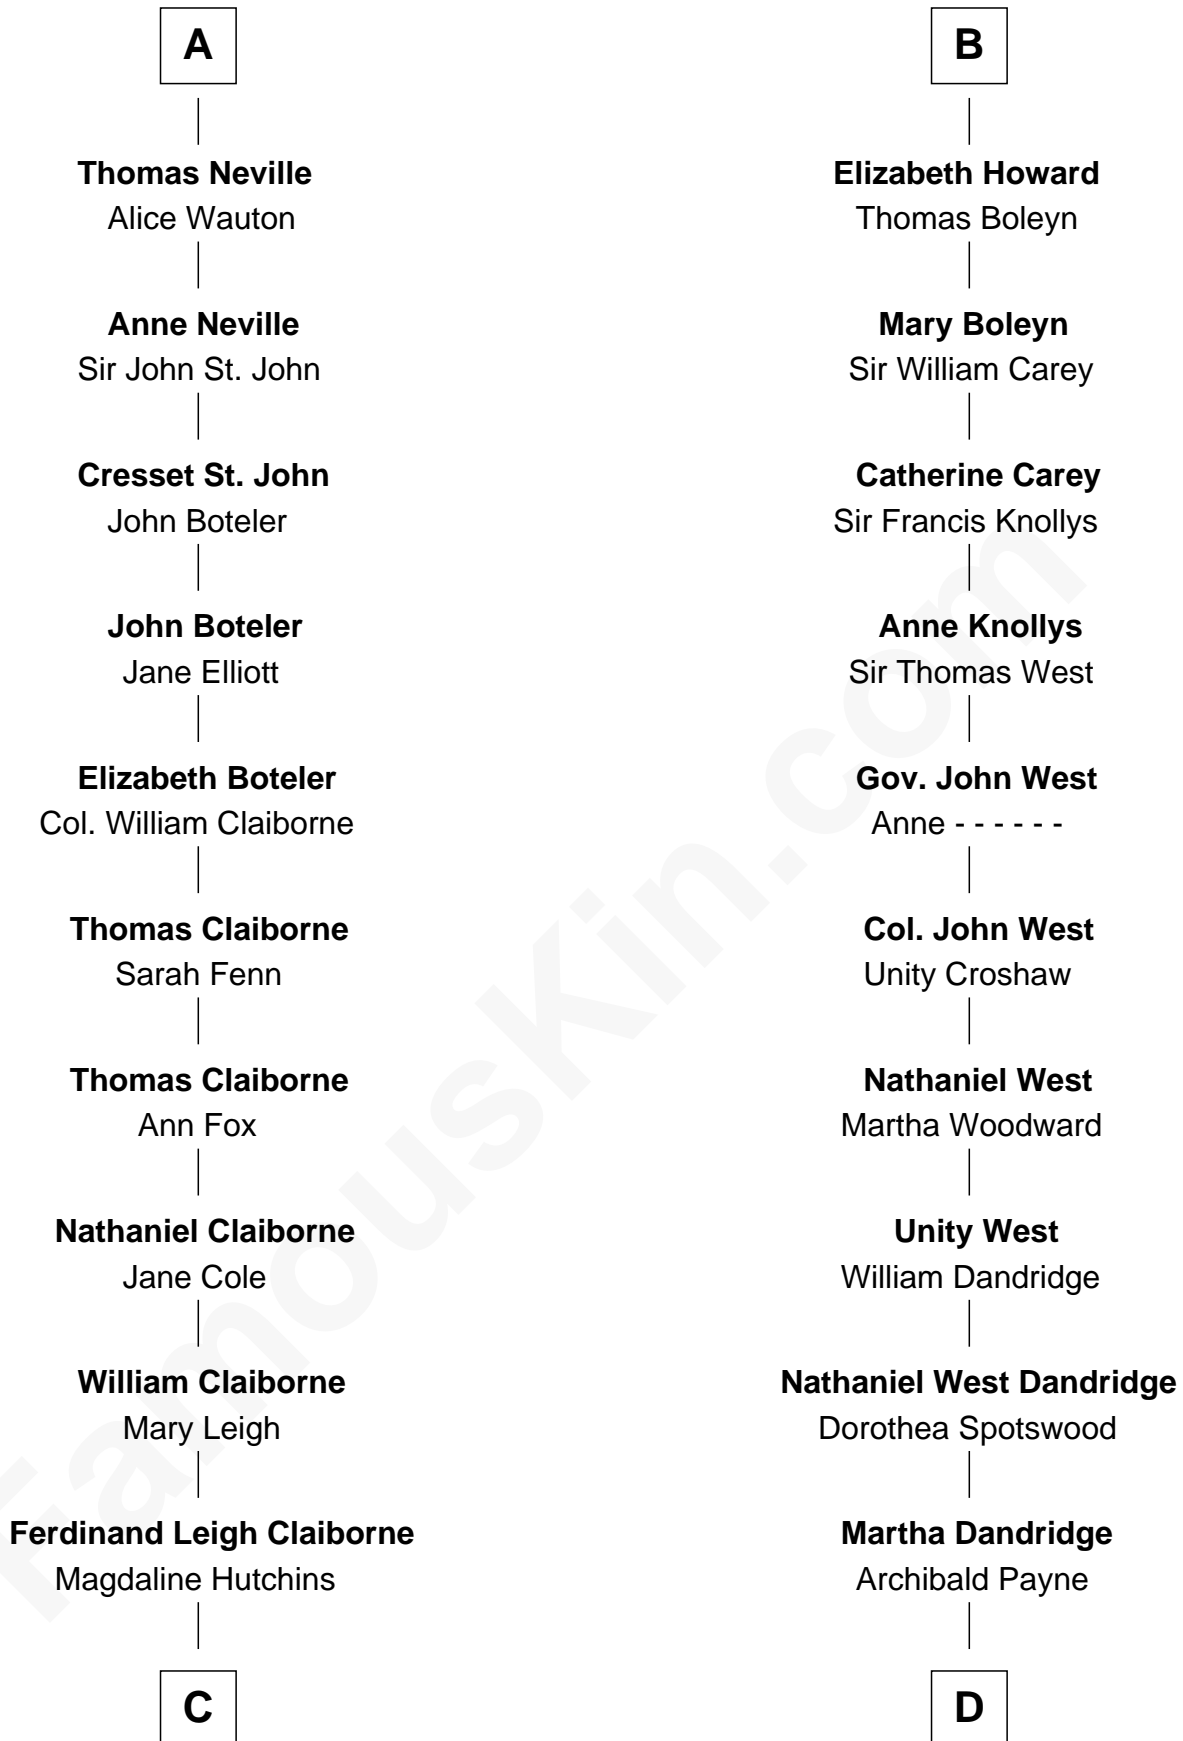 A
Thomas Neville
Alice Wauton
Anne Neville
Sir John St. John
Cresset St. John
John Boteler
John Boteler
Jane Elliott
Elizabeth Boteler
Col. William Claiborne
Thomas Claiborne
Sarah Fenn
Thomas Claiborne
Ann Fox
Nathaniel Claiborne
Jane Cole
William Claiborne
Mary Leigh
Ferdinand Leigh Claiborne
Magdaline Hutchins
C
B
Elizabeth Howard
Thomas Boleyn
Mary Boleyn
Sir William Carey
Catherine Carey
Sir Francis Knollys
Anne Knollys
Sir Thomas West
Gov. John West
Anne - - - - - -
Col. John West
Unity Croshaw
Nathaniel West
Martha Woodward
Unity West
William Dandridge
Nathaniel West Dandridge
Dorothea Spotswood
Martha Dandridge
Archibald Payne
D
FamousKin.com